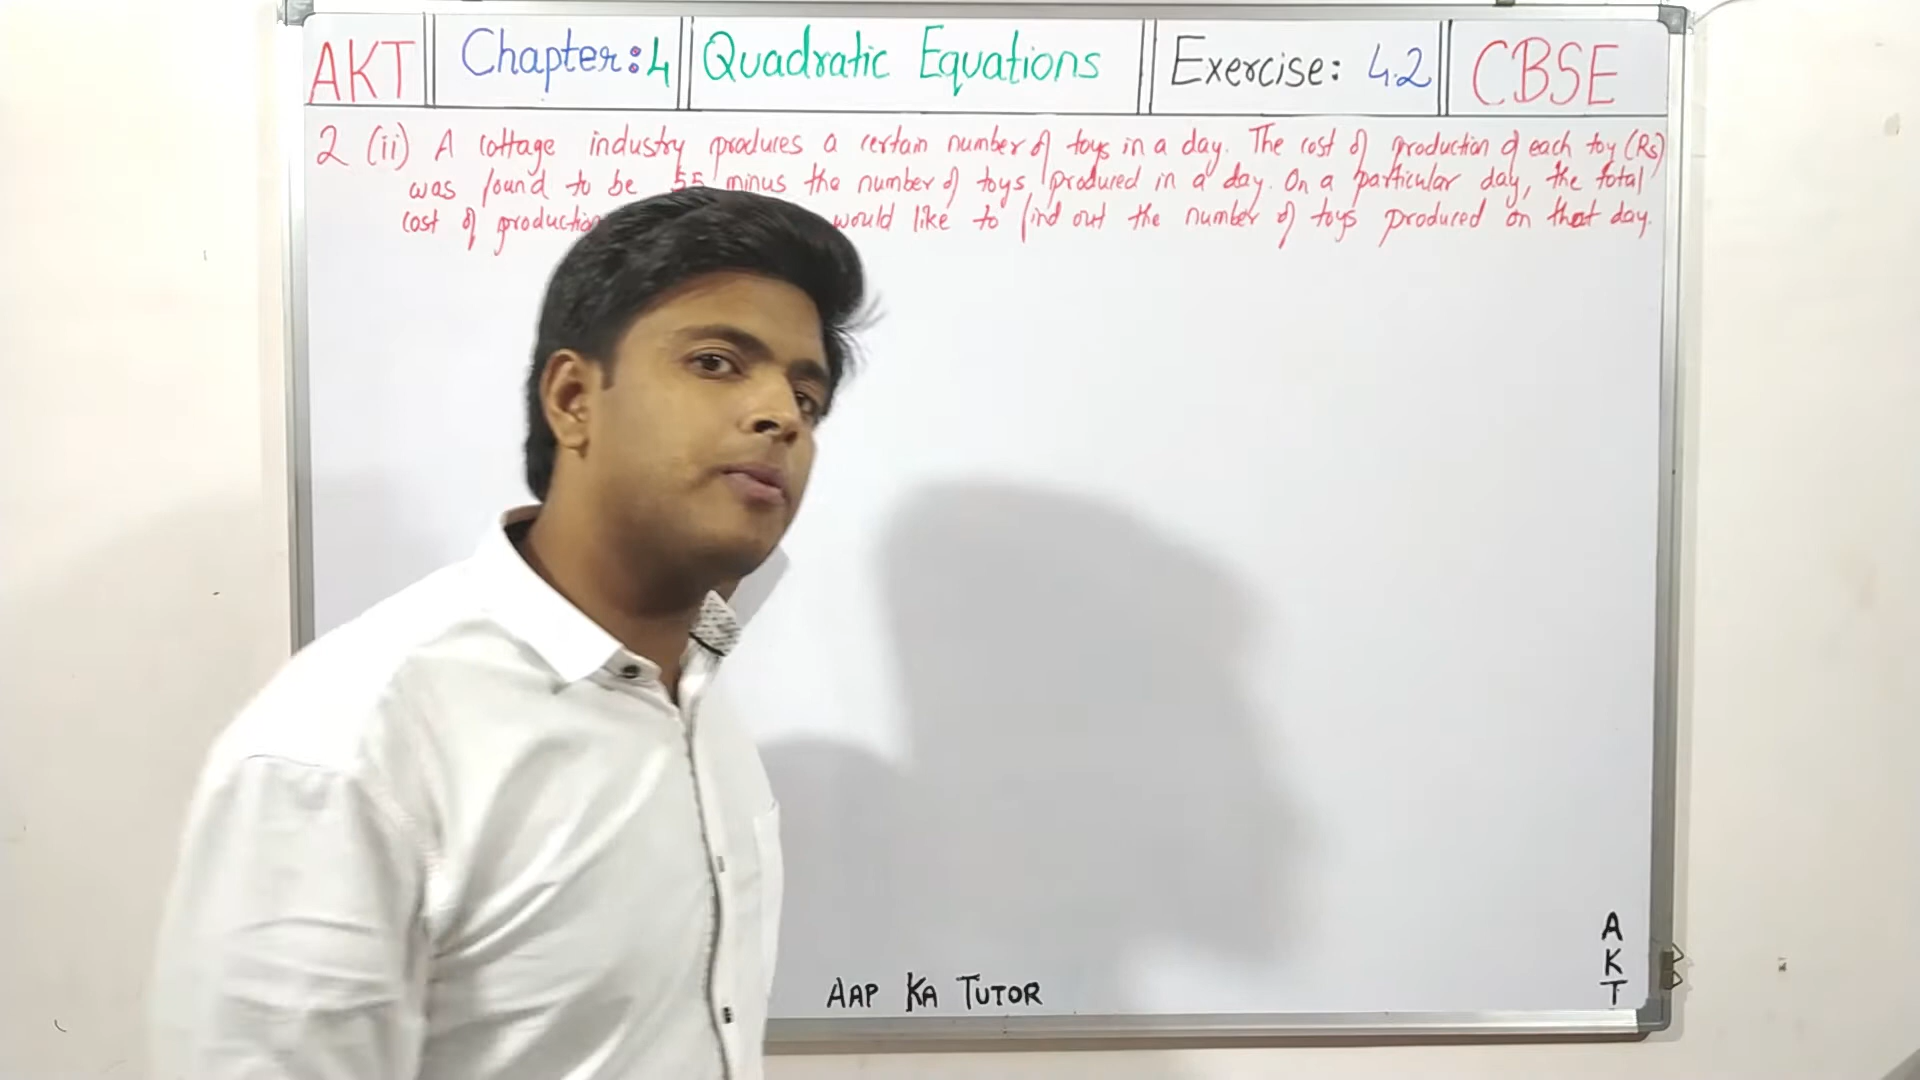 AKT Chapter:4 Quadratic Equations Exercise: 4.2 CBSE
2 (ii) A cottage industry produces a certain number of toys in a day. The cost of production of each toy (Rs)
was found to be 55 minus the number of toys produced in a day. On a particular day, the total
cost of production would like to find out the number of toys produced on that day.
AAP KA TUTOR
A
K
T